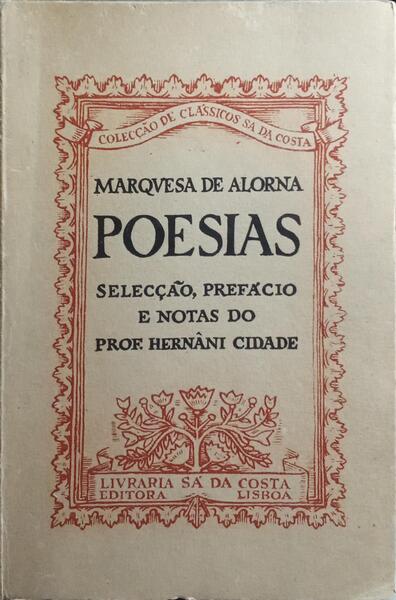 COLECÇÃO DE CLÁSSICOS SÁ DA COSTA
MARQVESA DE ALORNA
POESIAS
SELECÇÃO, PREFÁCIO
E NOTAS DO
PROF. HERNÂNI CIDADE
LIVRARIA SÁ DA COSTA
EDITORA LISBOA